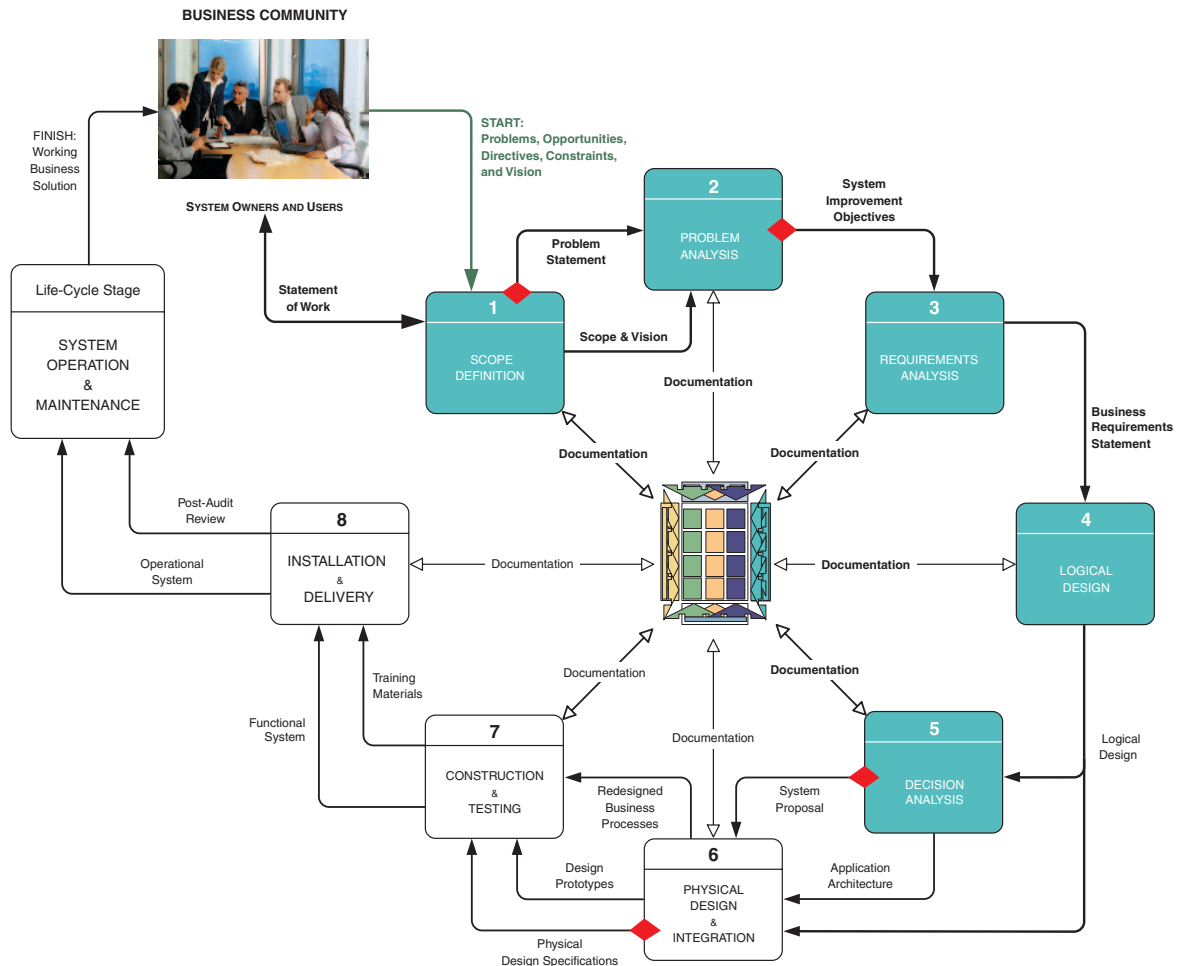 BUSINESS COMMUNITY
FINISH:
Working
Business
Solution
START:
Problems, Opportunities,
Directives, Constraints,
and Vision
SYSTEM OWNERS AND USERS
Statement
of Work
Problem
Statement
Scope & Vision
1
SCOPE
DEFINITION
2
PROBLEM
ANALYSIS
System
Improvement
Objectives
3
REQUIREMENTS
ANALYSIS
Life-Cycle Stage
SYSTEM
OPERATION
&
MAINTENANCE
Documentation
Documentation
Documentation
Business
Requirements
Statement
Post-Audit
Review
Operational
System
8
INSTALLATION
&
DELIVERY
Documentation
Documentation
4
LOGICAL
DESIGN
Training
Materials
Functional
System
Documentation
Documentation
Documentation
7
CONSTRUCTION
&
TESTING
Redesigned
Business
Processes
System
Proposal
5
DECISION
ANALYSIS
Logical
Design
Design
Prototypes
6
PHYSICAL
DESIGN
&
INTEGRATION
Application
Architecture
Physical
Design Specifications